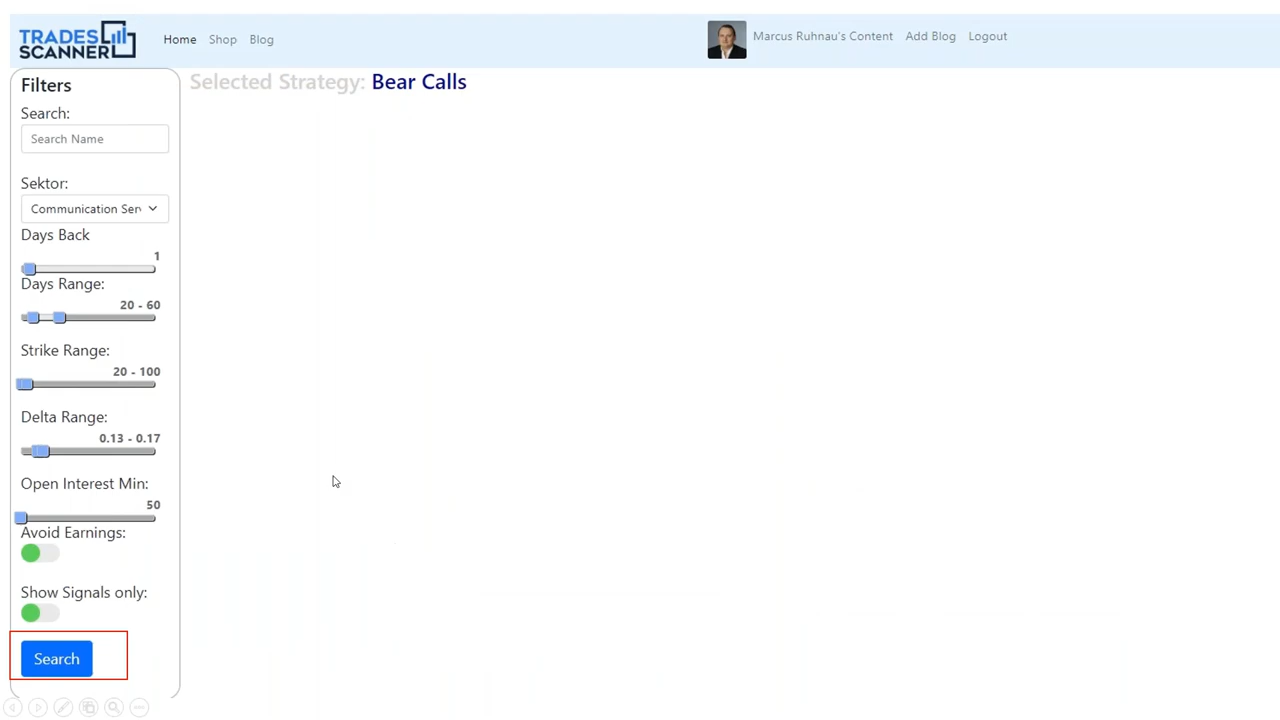 TRADES
SCANNER
Home Shop Blog
Marcus Ruhnau's Content Add Blog Logout
Filters
Selected Strategy: Bear Calls
Search:
Search Name
Sektor:
Communication Ser
Days Back
1
Days Range:
20 - 60
Strike Range:
20 - 100
Delta Range:
0.13 - 0.17
Open Interest Min:
50
Avoid Earnings:
Show Signals only:
Search